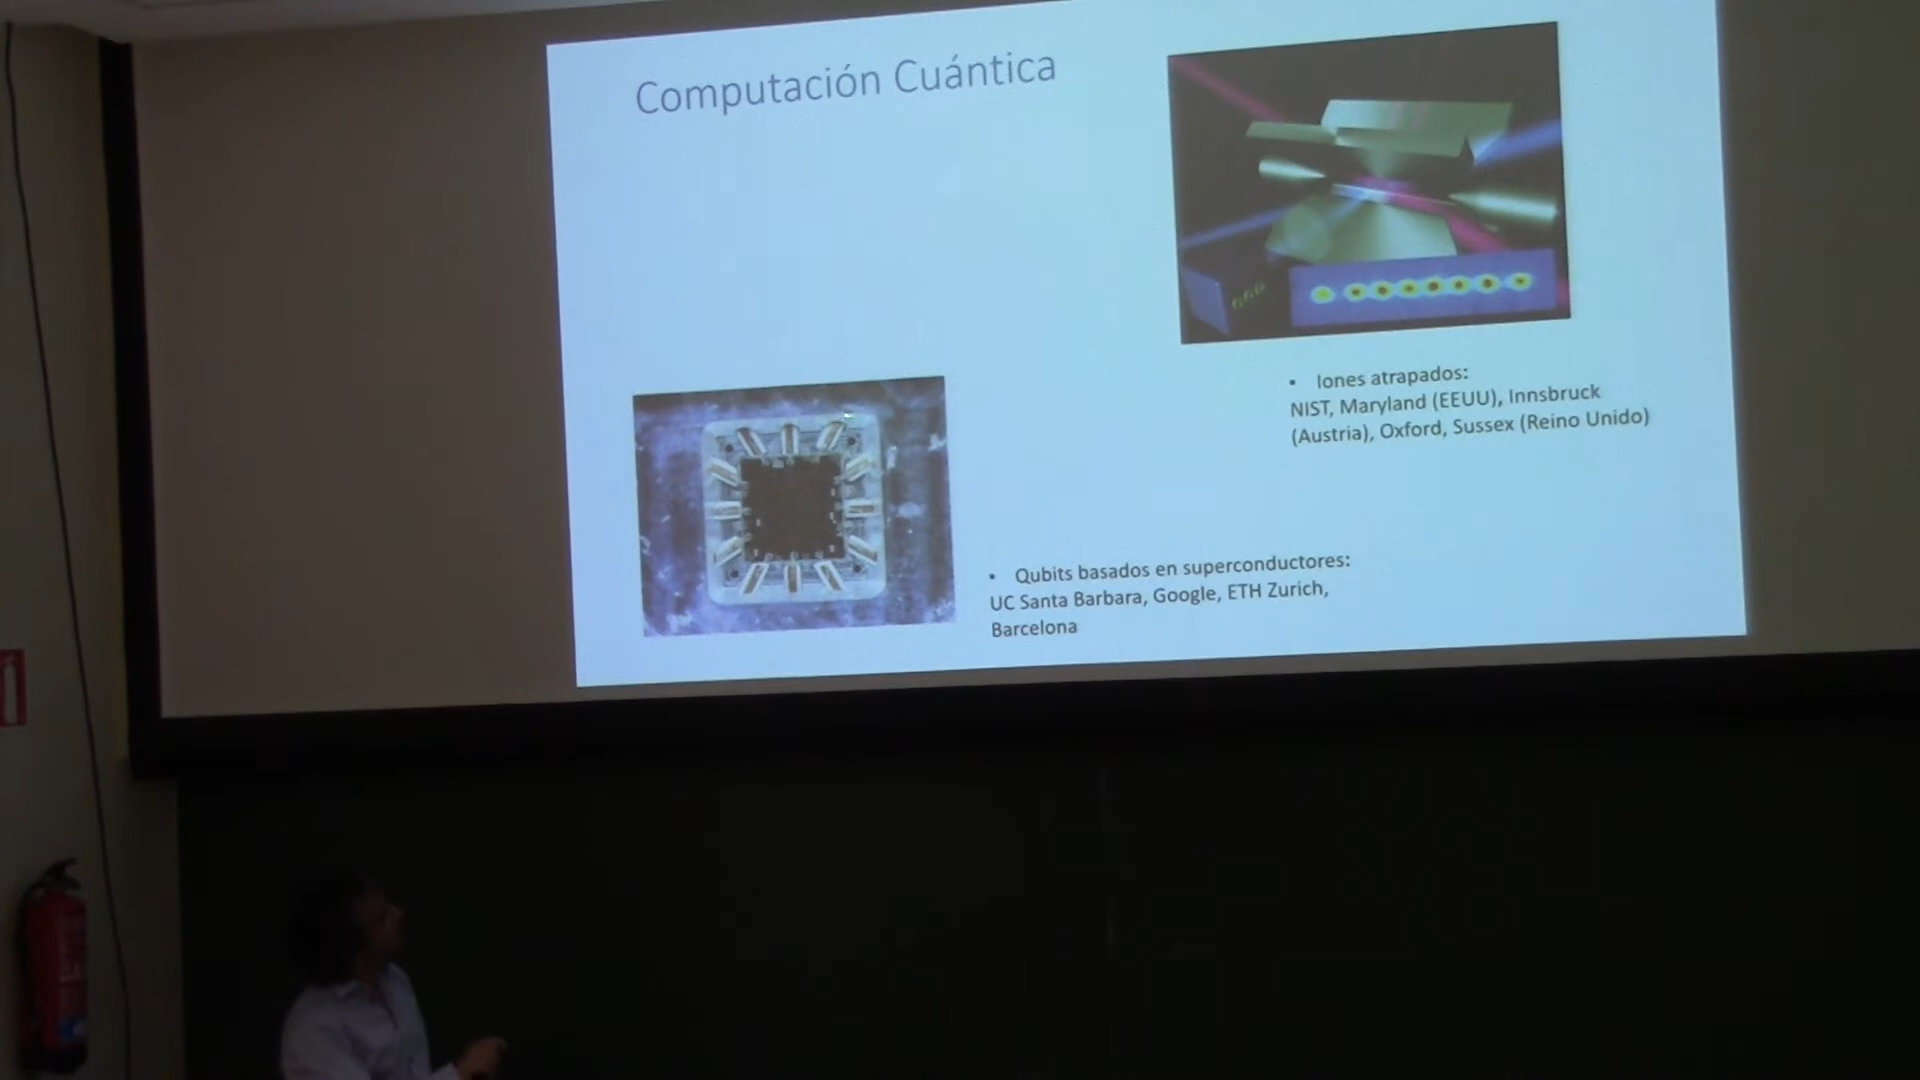 Computación Cuántica
• Iones atrapados:
NIST, Maryland (EEUU), Innsbruck
(Austria), Oxford, Sussex (Reino Unido)
• Qubits basados en superconductores:
UC Santa Barbara, Google, ETH Zurich,
Barcelona